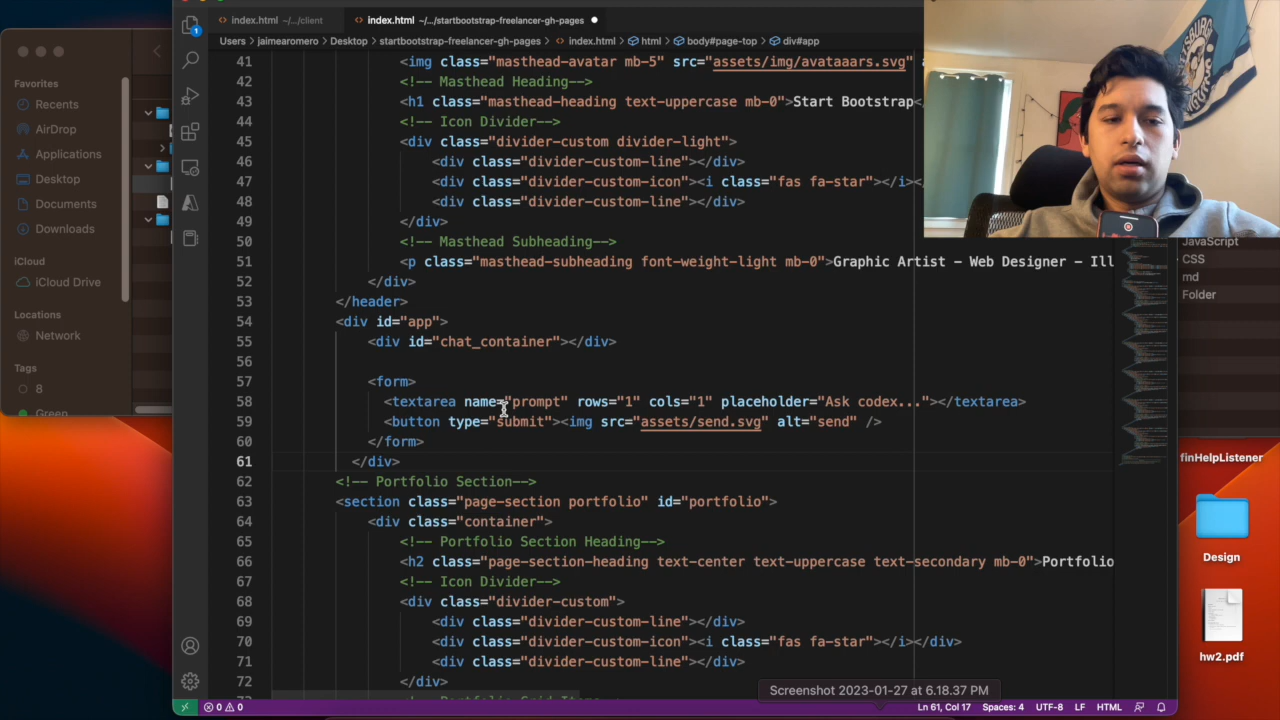 index.html ~/.../client
index.html ~/.../startbootstrap-freelancer-gh-pages
1
Users
jaimearomero
Desktop
startbootstrap-freelancer-gh-pages
index.html
html
body#page-top
div#app
Favorites
Recents
AirDrop
Applications
Desktop
Documents
Downloads
iCloud
iCloud Drive
Locations
Network
Tags
8
Green
41 <img class="masthead-avatar mb-5" src="assets/img/avataaars.svg"
42 <!-- Masthead Heading-->
43 <h1 class="masthead-heading text-uppercase mb-0">Start Bootstrap<
44 <!-- Icon Divider-->
45 <div class="divider-custom divider-light">
46 <div class="divider-custom-line"></div>
47 <div class="divider-custom-icon"><i class="fas fa-star"></i><
48 <div class="divider-custom-line"></div>
49 </div>
50 <!-- Masthead Subheading-->
51 <p class="masthead-subheading font-weight-light mb-0">Graphic Artist - Web Designer - Ill
52 </div>
53 </header>
54 <div id="app">
55 <div id="chat_container"></div>
56
57 <form>
58 <textarea name="prompt" rows="1" cols="1" placeholder="Ask codex..."></textarea>
59 <button type="submit"><img src="assets/send.svg" alt="send" />
60 </form>
61 </div>
62 <!-- Portfolio Section-->
63 <section class="page-section portfolio" id="portfolio">
64 <div class="container">
65 <!-- Portfolio Section Heading-->
66 <h2 class="page-section-heading text-center text-uppercase text-secondary mb-0">Portfolio
67 <!-- Icon Divider-->
68 <div class="divider-custom">
69 <div class="divider-custom-line"></div>
70 <div class="divider-custom-icon"><i class="fas fa-star"></i></div>
71 <div class="divider-custom-line"></div>
72 </div>
JavaScript
CSS
md
Folder
finHelpListener
Design
hw2.pdf
Screenshot 2023-01-27 at 6.18.37 PM
0 0
Ln 61, Col 17
Spaces: 4
UTF-8
LF
HTML